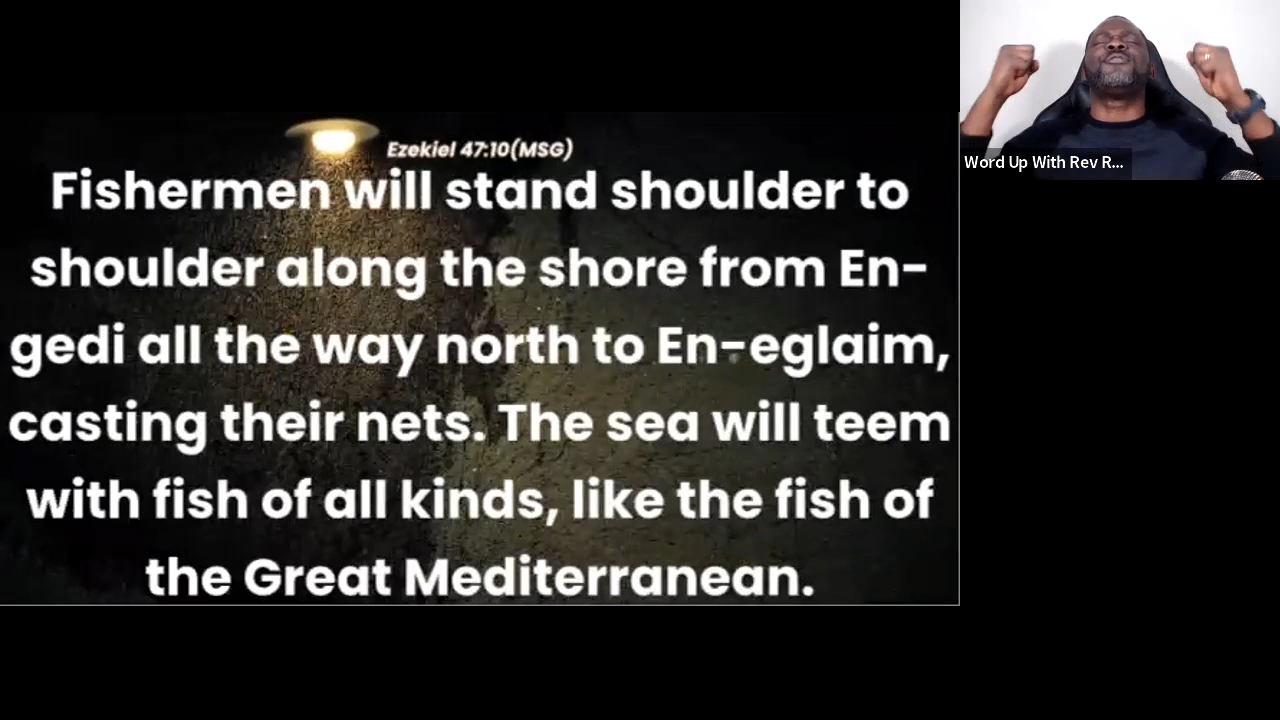 Ezekiel 47:10(MSG)
Fishermen will stand shoulder to
shoulder along the shore from En-
gedi all the way north to En-eglaim,
casting their nets. The sea will teem
with fish of all kinds, like the fish of
the Great Mediterranean.
Word Up With Rev R...